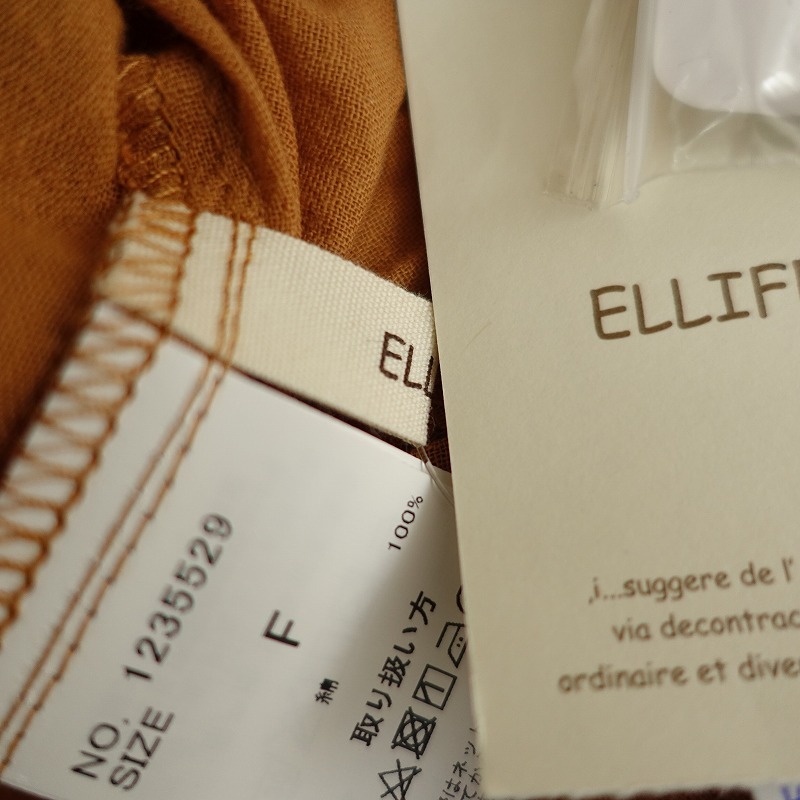 ELLIF
,i...suggere de l'
via decontrac
ordinaire et dive
ELL
NO. 1235529
SIZE F
綿 100%
取り扱い方